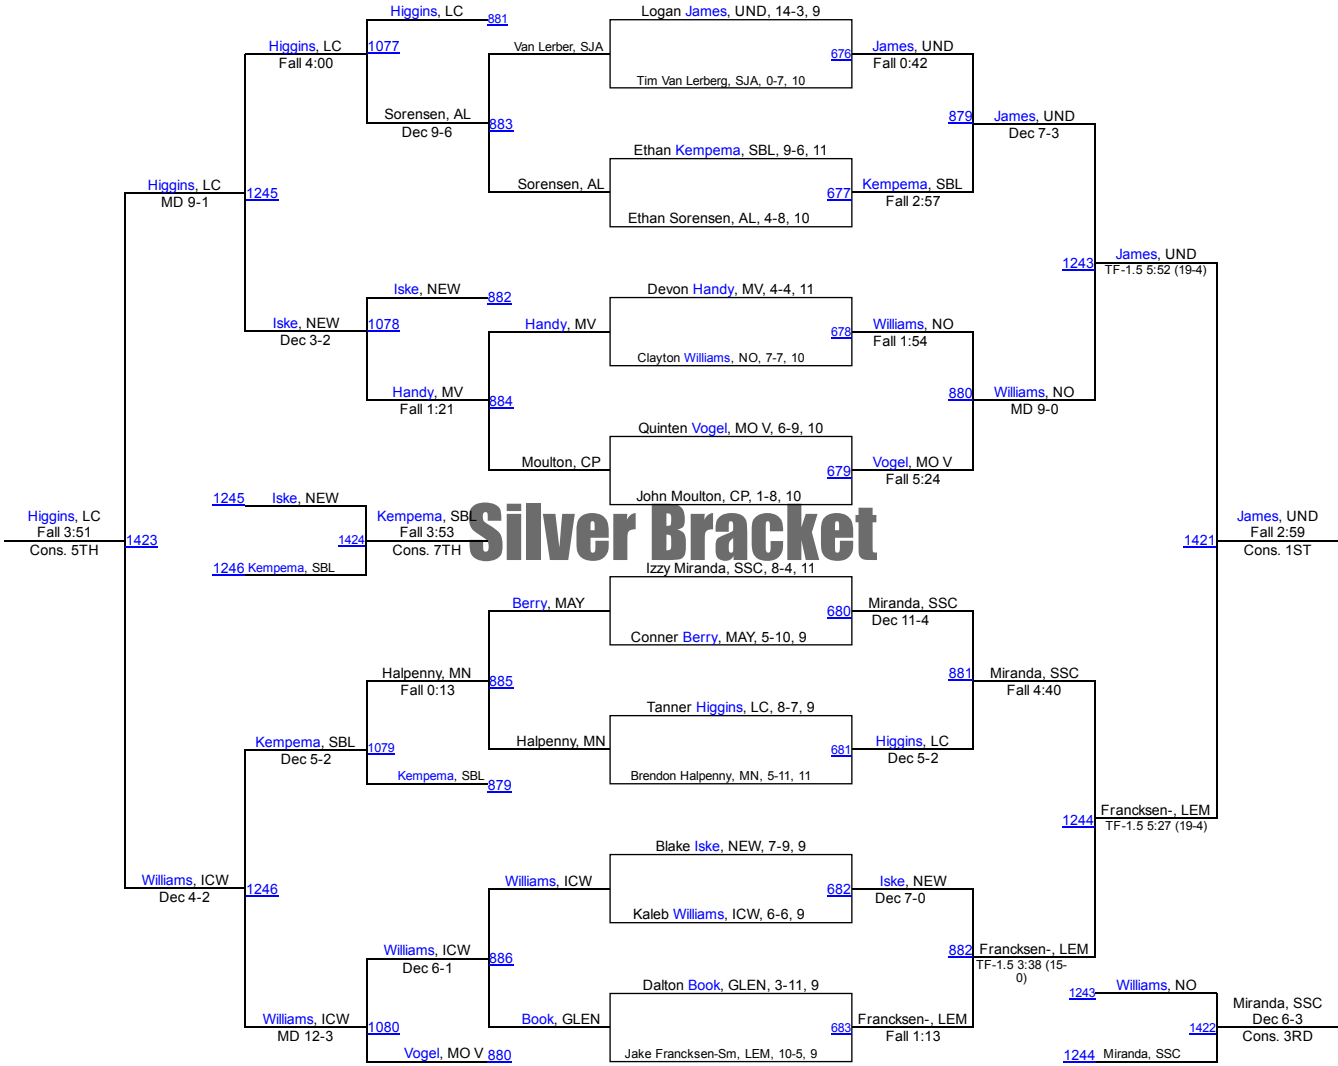 Higgins, LC
881
Logan James, UND, 14-3, 9
Higgins, LC
Fall 4:00
1077
Van Lerber, SJA
676
James, UND
Fall 0:42
Tim Van Lerberg, SJA, 0-7, 10
Sorensen, AL
Dec 9-6
883
879
James, UND
Dec 7-3
Ethan Kempema, SBL, 9-6, 11
Higgins, LC
MD 9-1
1245
Sorensen, AL
677
Kempema, SBL
Fall 2:57
Ethan Sorensen, AL, 4-8, 10
1243
James, UND
TF-1.5 5:52 (19-4)
Iske, NEW
882
Devon Handy, MV, 4-4, 11
Iske, NEW
Dec 3-2
1078
Handy, MV
678
Williams, NO
Fall 1:54
Clayton Williams, NO, 7-7, 10
Handy, MV
Fall 1:21
884
880
Williams, NO
MD 9-0
Quinten Vogel, MO V, 6-9, 10
Moulton, CP
679
Vogel, MO V
Fall 5:24
John Moulton, CP, 1-8, 10
1245
Iske, NEW
Higgins, LC
Fall 3:51
Cons. 5TH
1423
1424
Kempema, SBL
Fall 3:53
Cons. 7TH
Silver Bracket
1421
James, UND
Fall 2:59
Cons. 1ST
1246 Kempema, SBL
Izzy Miranda, SSC, 8-4, 11
Berry, MAY
680
Miranda, SSC
Dec 11-4
Conner Berry, MAY, 5-10, 9
Halpenny, MN
Fall 0:13
885
881
Miranda, SSC
Fall 4:40
Tanner Higgins, LC, 8-7, 9
Kempema, SBL
Dec 5-2
1079
Halpenny, MN
681
Higgins, LC
Dec 5-2
Kempema, SBL
879
Brendon Halpenny, MN, 5-11, 11
1244
Francksen-, LEM
TF-1.5 5:27 (19-4)
Blake Iske, NEW, 7-9, 9
Williams, ICW
Dec 4-2
1246
Williams, ICW
682
Iske, NEW
Dec 7-0
Kaleb Williams, ICW, 6-6, 9
Williams, ICW
Dec 6-1
886
882
Francksen-, LEM
TF-1.5 3:38 (15-
0)
Dalton Book, GLEN, 3-11, 9
1243
Williams, NO
Williams, ICW
MD 12-3
1080
Book, GLEN
683
Francksen-, LEM
Fall 1:13
1422
Miranda, SSC
Dec 6-3
Cons. 3RD
Vogel, MO V
880
Jake Francksen-Sm, LEM, 10-5, 9
1244
Miranda, SSC